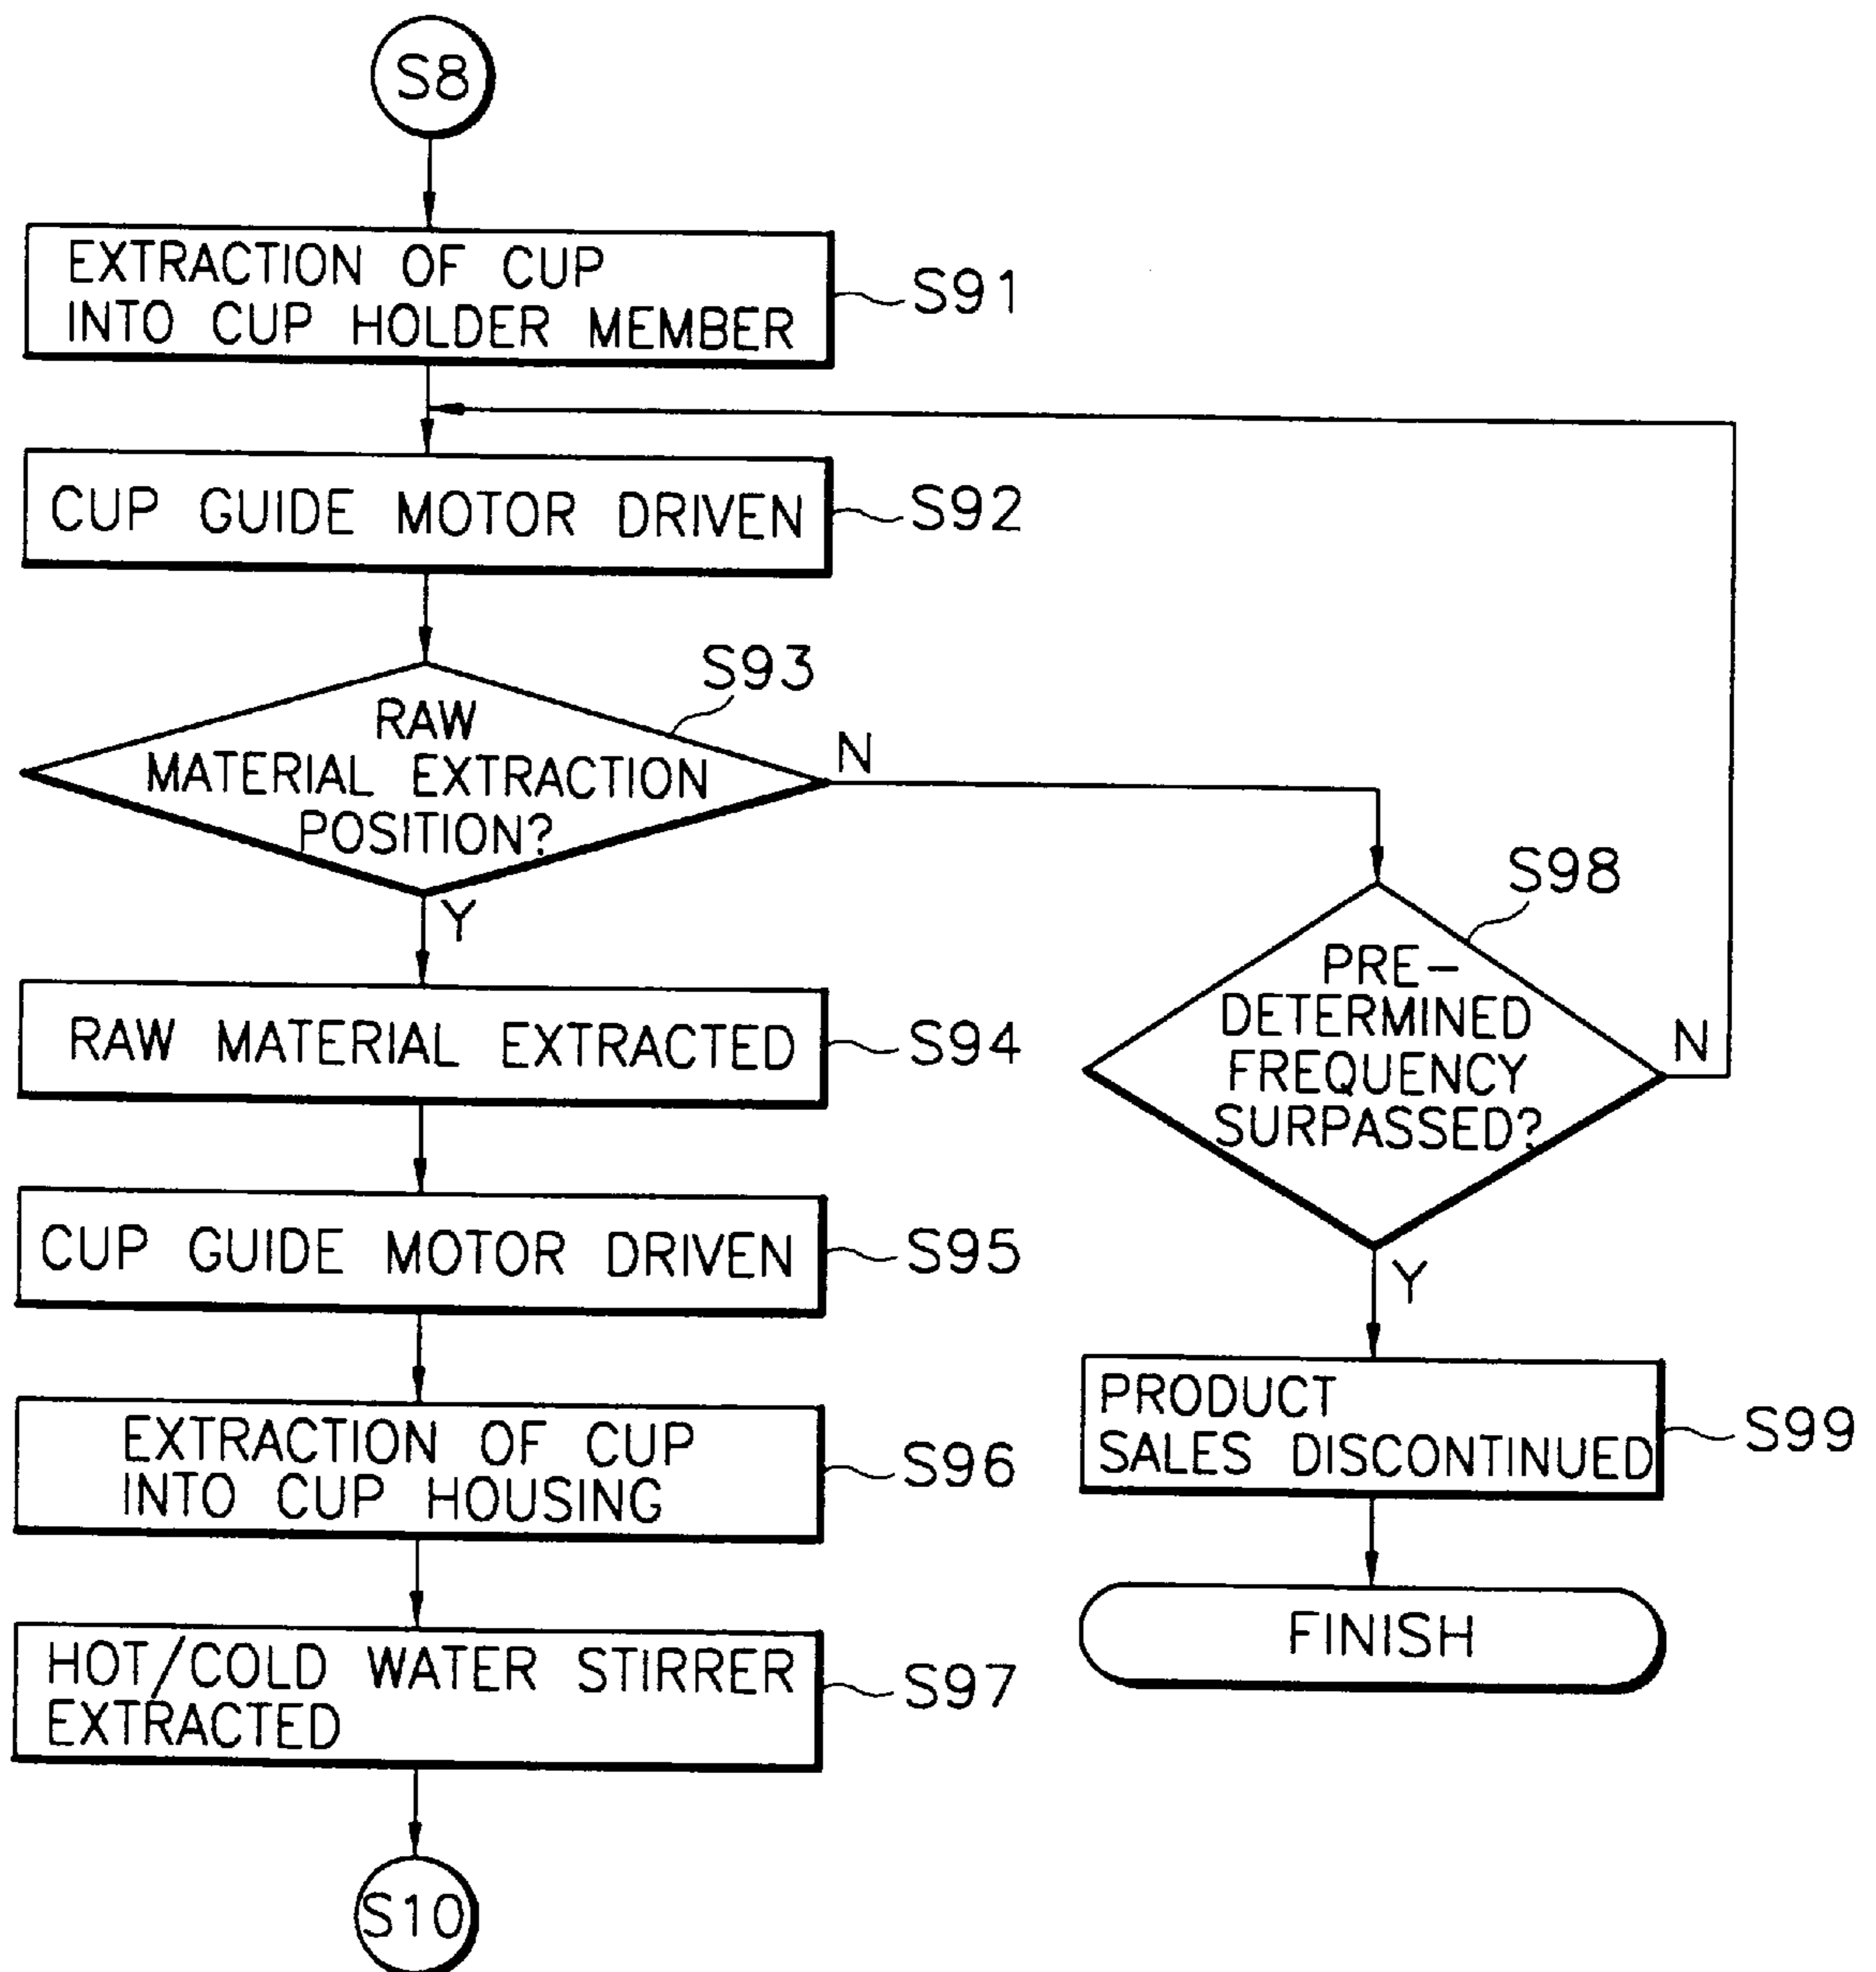 S8
EXTRACTION OF CUP
INTO CUP HOLDER MEMBER
S91
CUP GUIDE MOTOR DRIVEN
S92
S93
RAW
MATERIAL EXTRACTION
POSITION?
N
Y
RAW MATERIAL EXTRACTED
S94
CUP GUIDE MOTOR DRIVEN
S95
EXTRACTION OF CUP
INTO CUP HOUSING
S96
HOT/COLD WATER STIRRER
EXTRACTED
S97
S10
S98
PRE-
DETERMINED
FREQUENCY
SURPASSED?
N
Y
PRODUCT
SALES DISCONTINUED
S99
FINISH